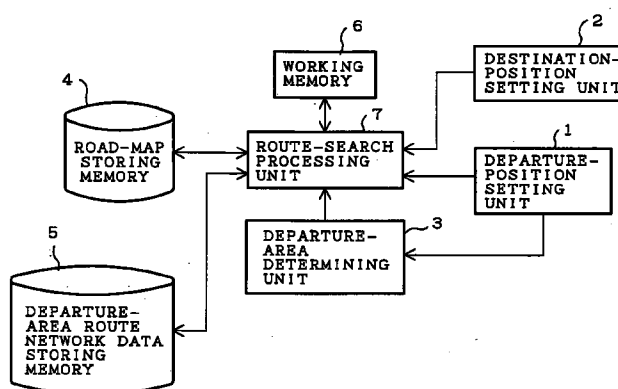 6
WORKING
MEMORY
2
DESTINATION-
POSITION
SETTING UNIT
4
ROAD-MAP
STORING
MEMORY
7
ROUTE-SEARCH
PROCESSING
UNIT
1
DEPARTURE-
POSITION
SETTING
UNIT
3
DEPARTURE-
AREA
DETERMINING
UNIT
5
DEPARTURE-
AREA ROUTE
NETWORK DATA
STORING
MEMORY